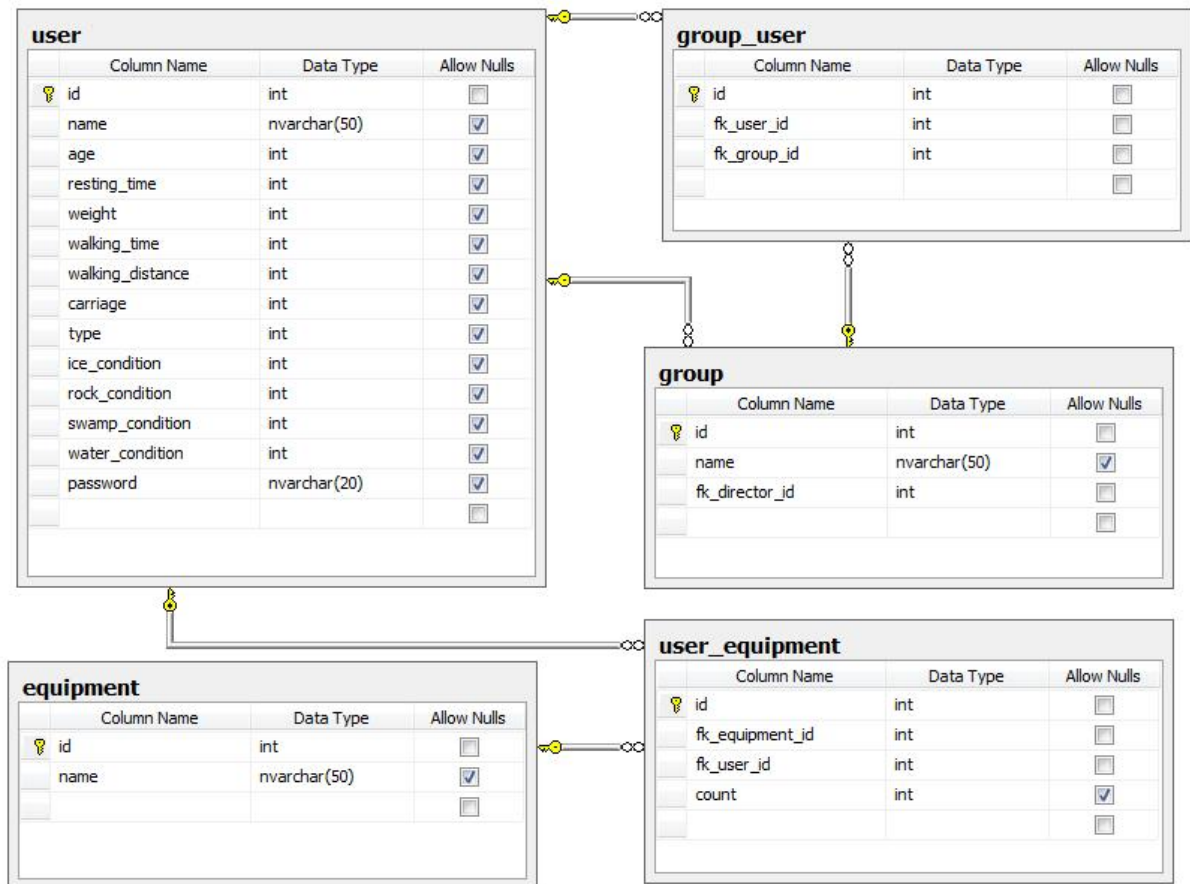 user
Column Name Data Type Allow Nulls
id int
name nvarchar(50)
age int
resting_time int
weight int
walking_time int
walking_distance int
carriage int
type int
ice_condition int
rock_condition int
swamp_condition int
water_condition int
password nvarchar(20)
group_user
Column Name Data Type Allow Nulls
id int
fk_user_id int
fk_group_id int
group
Column Name Data Type Allow Nulls
id int
name nvarchar(50)
fk_director_id int
equipment
Column Name Data Type Allow Nulls
id int
name nvarchar(50)
user_equipment
Column Name Data Type Allow Nulls
id int
fk_equipment_id int
fk_user_id int
count int